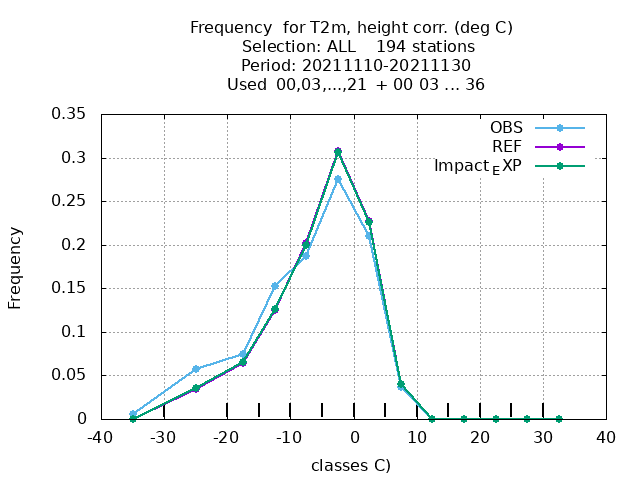 Frequency for T2m, height corr. (deg C)
Selection: ALL 194 stations
Period: 20211110-20211130
Used 00,03,...,21 + 00 03 ... 36
OBS
REF
Impact_EXP
Frequency
0.35
0.3
0.25
0.2
0.15
0.1
0.05
0
-40 -30 -20 -10 0 10 20 30 40
classes C)